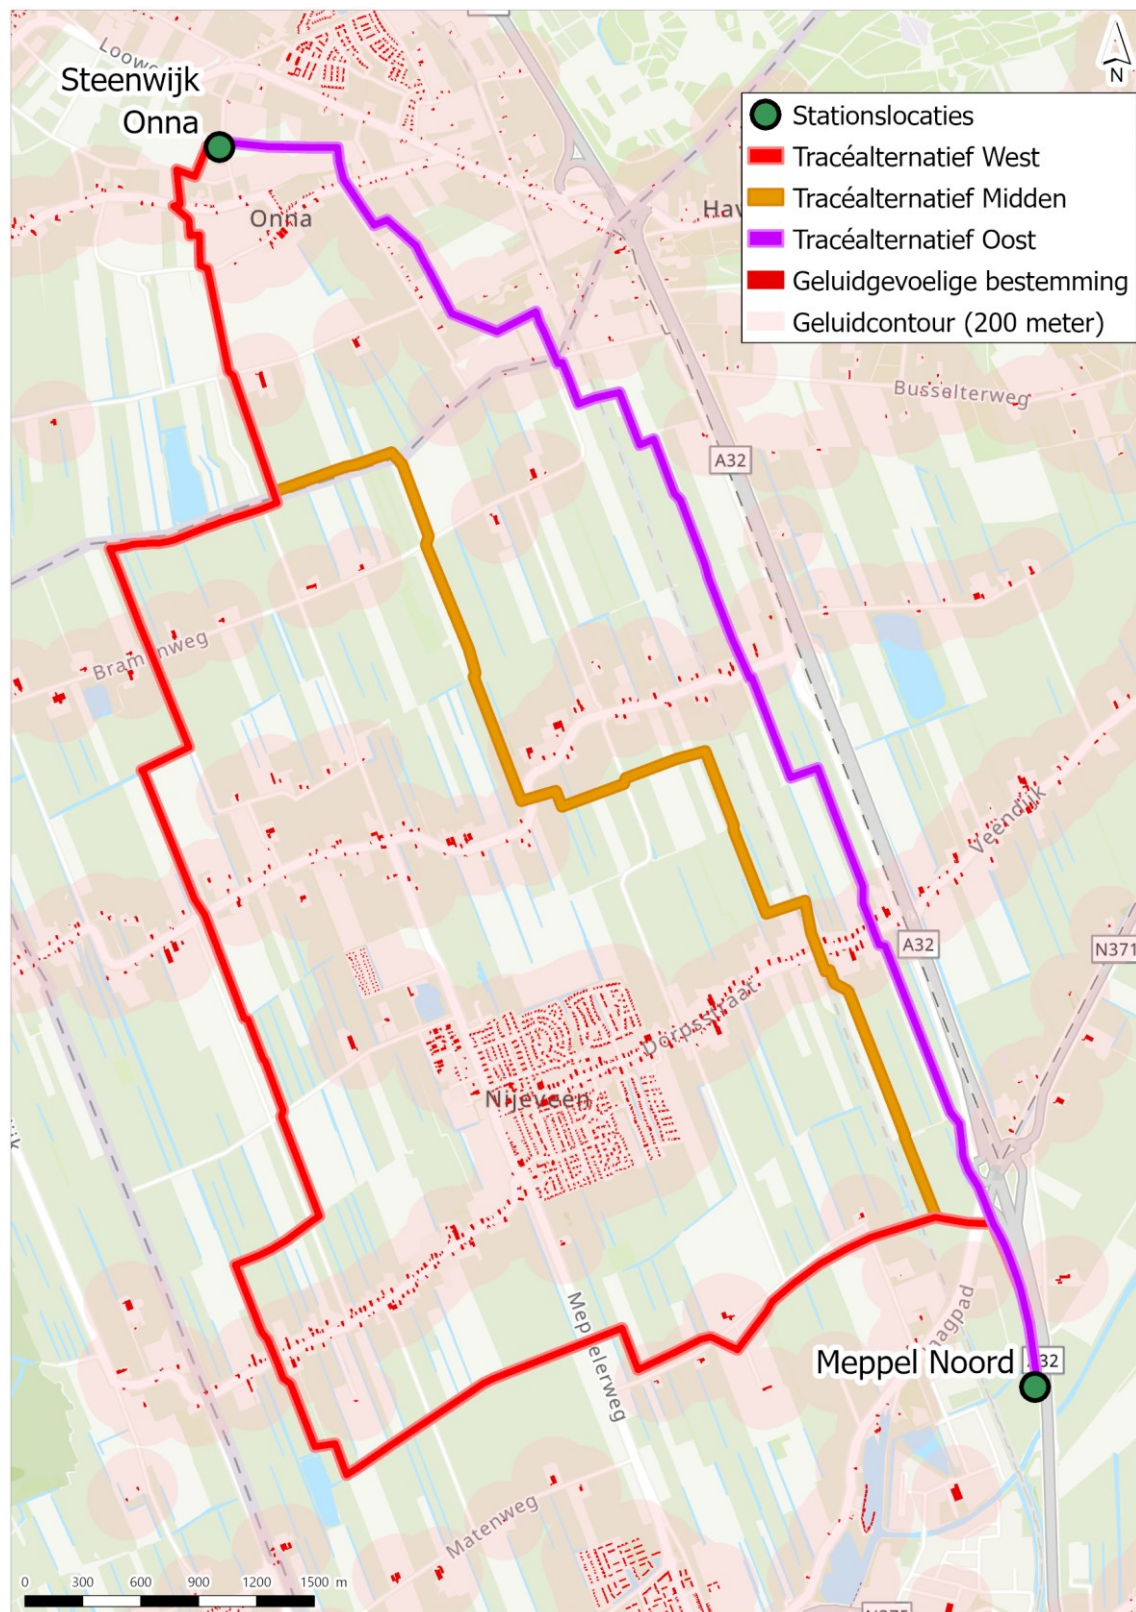 Steenwijk
Onna
N
Stationslocaties
Tracéalternatief West
Tracéalternatief Midden
Tracéalternatief Oost
Geluidgevoelige bestemming
Geluidcontour (200 meter)
Onna
Busselterweg
A32
Veendijk
A32
N371
Dorpsstraat
Nijeveen
Meppelerweg
Meppel Noord
Matenweg
0 300 600 900 1200 1500 m